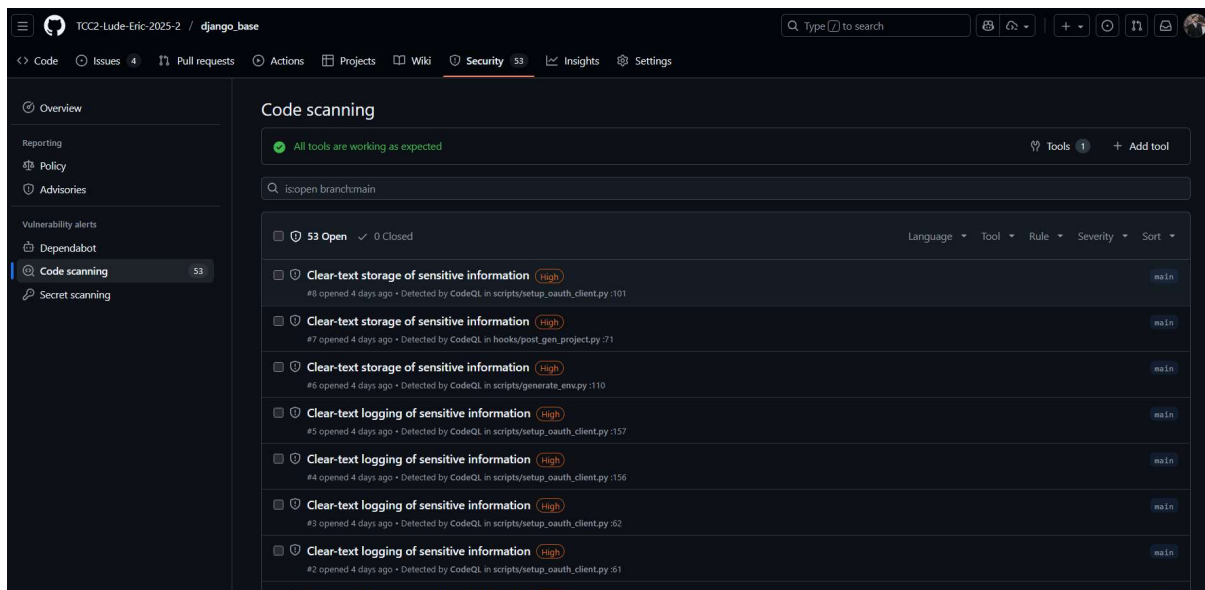 TCC2-Lude-Eric-2025-2 / django_base
Type / to search
Code Issues 4 Pull requests Actions Projects Wiki Security 53 Insights Settings
Overview
Reporting
Policy
Advisories
Vulnerability alerts
Dependabot
Code scanning 53
Secret scanning
Code scanning
All tools are working as expected
Tools 1 + Add tool
is:open branch:main
53 Open 0 Closed Language Tool Rule Severity Sort
Clear-text storage of sensitive information High main
#8 opened 4 days ago • Detected by CodeQL in scripts/setup_oauth_client.py :101
Clear-text storage of sensitive information High main
#7 opened 4 days ago • Detected by CodeQL in hooks/post_gen_project.py :71
Clear-text storage of sensitive information High main
#6 opened 4 days ago • Detected by CodeQL in scripts/generate_env.py :110
Clear-text logging of sensitive information High main
#5 opened 4 days ago • Detected by CodeQL in scripts/setup_oauth_client.py :157
Clear-text logging of sensitive information High main
#4 opened 4 days ago • Detected by CodeQL in scripts/setup_oauth_client.py :156
Clear-text logging of sensitive information High main
#3 opened 4 days ago • Detected by CodeQL in scripts/setup_oauth_client.py :62
Clear-text logging of sensitive information High main
#2 opened 4 days ago • Detected by CodeQL in scripts/setup_oauth_client.py :61